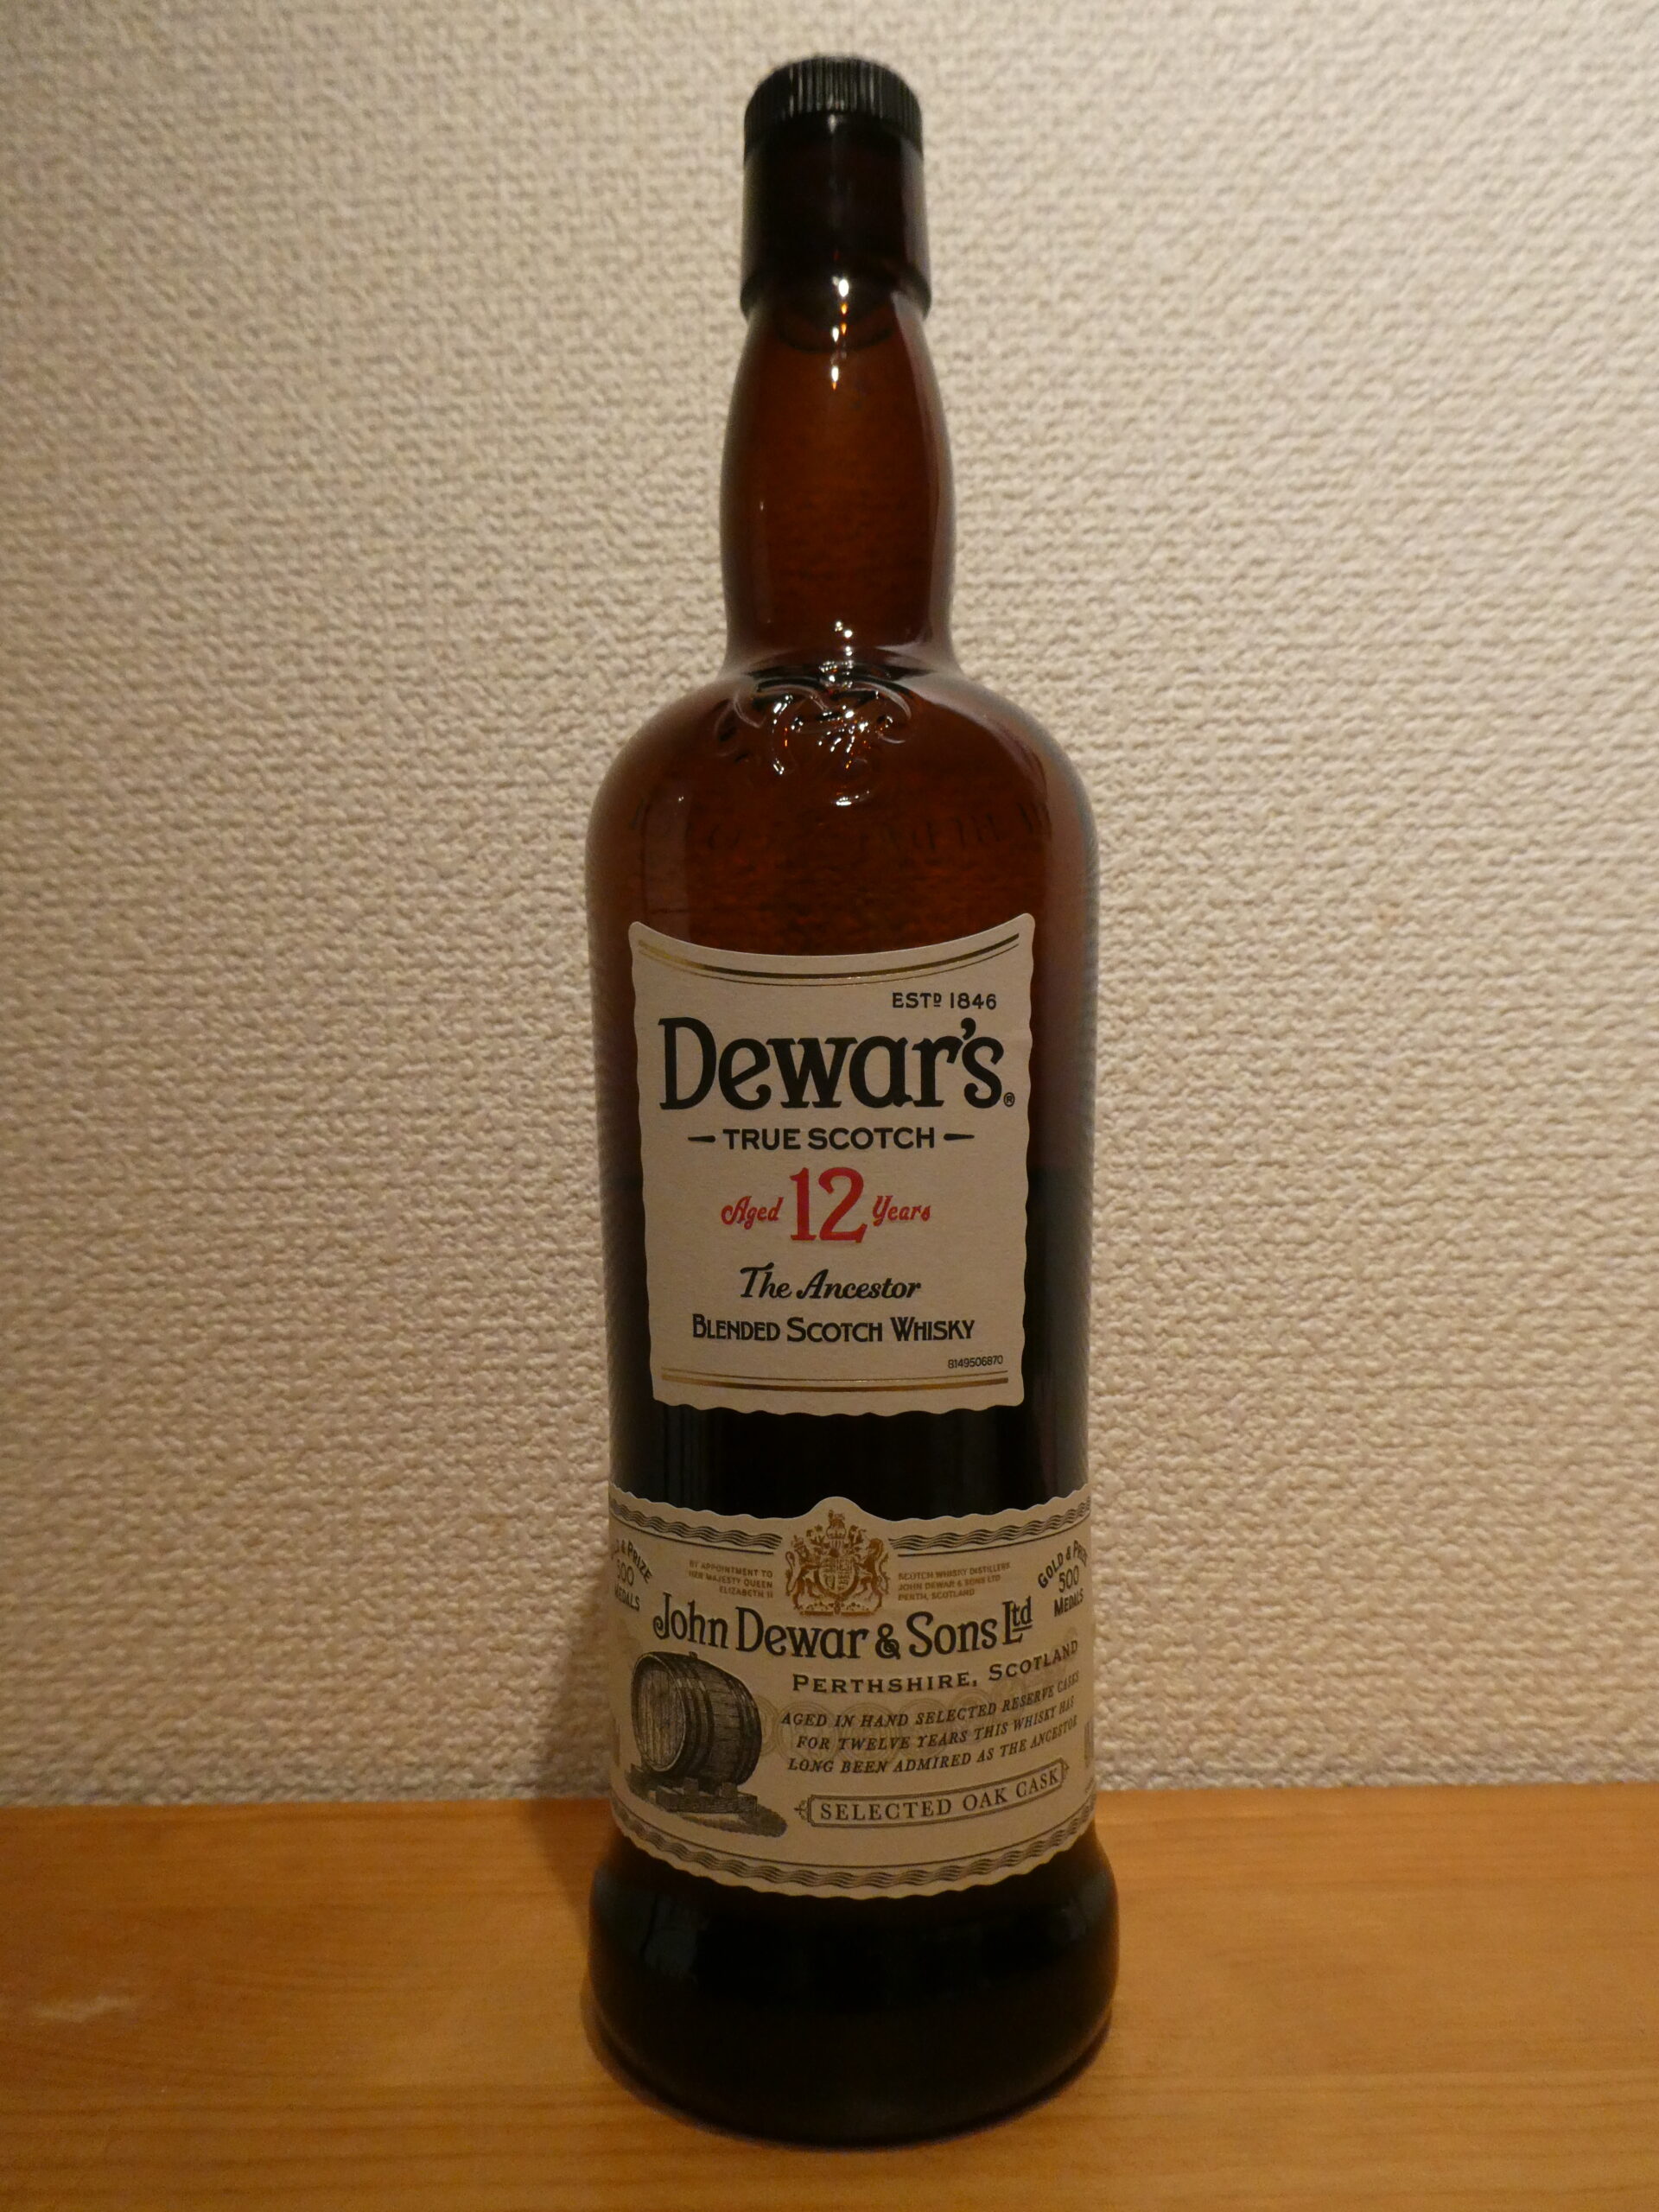 ESTD 1846
Dewar's®
TRUE SCOTCH
Aged 12 Years
The Ancestor
BLENDED SCOTCH WHISKY
8149506870
& PRIZE
500
MEDALS
BY APPOINTMENT TO
HER MAJESTY QUEEN
ELIZABETH II
SCOTCH WHISKY DISTILLERS
JOHN DEWAR & SONS LTD
PERTH, SCOTLAND
GOLD &
500
MEDALS
John Dewar & Sons Ltd
PERTHSHIRE, SCOTLAND
AGED IN HAND SELECTED RESERVE CASKS
FOR TWELVE YEARS THIS WHISKY HAS
LONG BEEN ADMIRED AS THE ANCESTOR
SELECTED OAK CASK